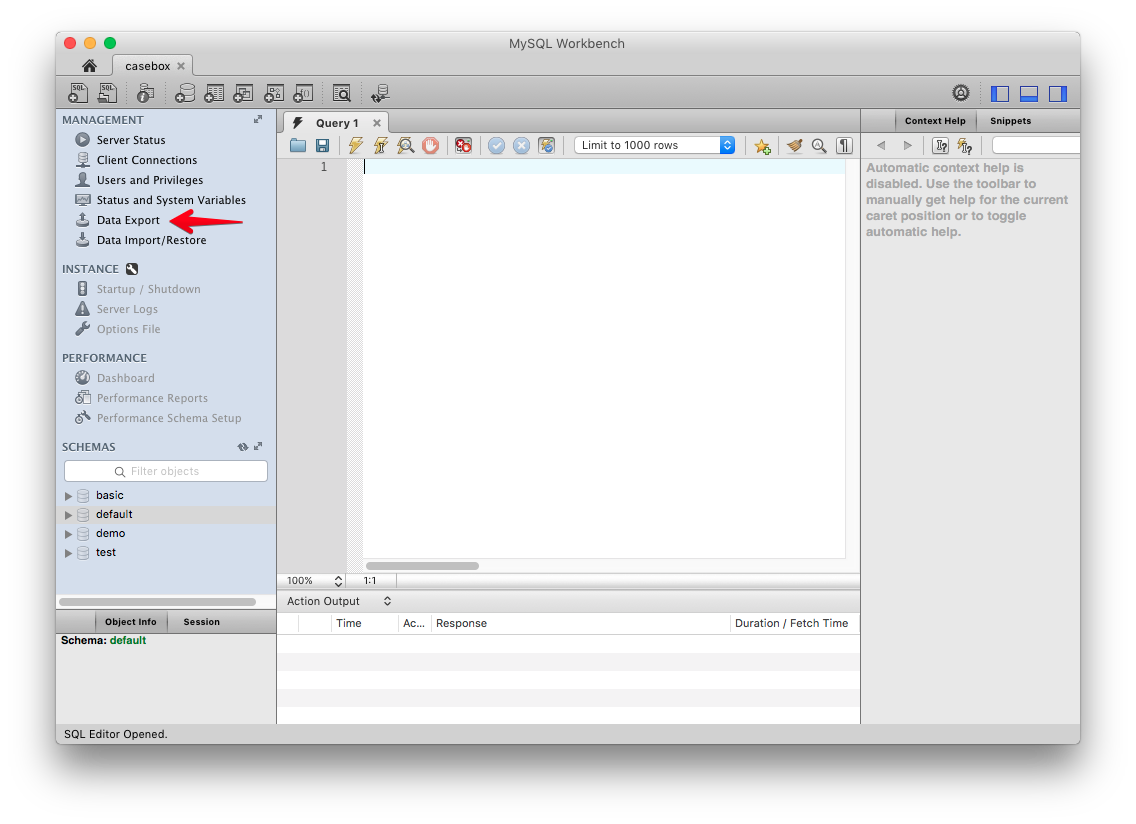 MySQL Workbench
casebox
MANAGEMENT
Server Status
Client Connections
Users and Privileges
Status and System Variables
Data Export
Data Import/Restore
INSTANCE
Startup / Shutdown
Server Logs
Options File
PERFORMANCE
Dashboard
Performance Reports
Performance Schema Setup
SCHEMAS
Filter objects
basic
default
demo
test
Object Info Session
Schema: default
Query 1
Limit to 1000 rows
1
100% 1:1
Action Output
Time Ac... Response Duration / Fetch Time
Context Help Snippets
Automatic context help is
disabled. Use the toolbar to
manually get help for the current
caret position or to toggle
automatic help.
SQL Editor Opened.